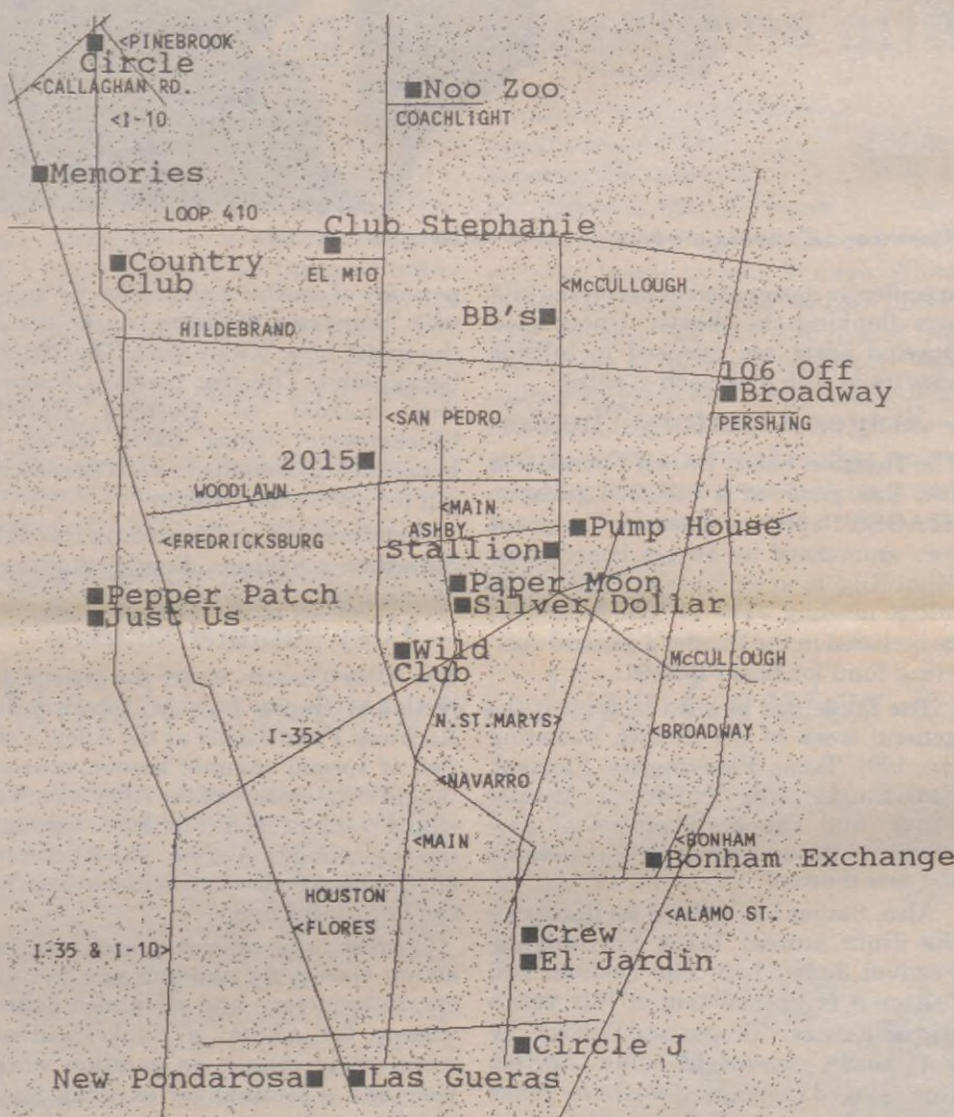 ■ <PINEBROOK
Circle
<CALLAGHAN RD.
■Noo Zoo
COACHLIGHT
<I-10
■Memories
LOOP 410
Club Stephanie
■
■Country
Club
EL MIO
<McCULLOUGH
BB's■
HILDEBRAND
106 Off
■Broadway
<SAN PEDRO
PERSHING
2015■
WOODLAWN
<MAIN
ASHBY
■Pump House
<FREDRICKSBURG
Stallion■
■Paper Moon
■Pepper Patch
■Silver Dollar
■Just Us
■Wild
Club
McCULLOUGH
N.ST.MARYS>
I-35>
<BROADWAY
<NAVARRO
<MAIN
<BONHAM
■Bonham Exchange
HOUSTON
<FLORES
<ALAMO ST.
■Crew
I-35 & I-10>
■El Jardin
■Circle J
New Pondarosa■
■Las Gueras